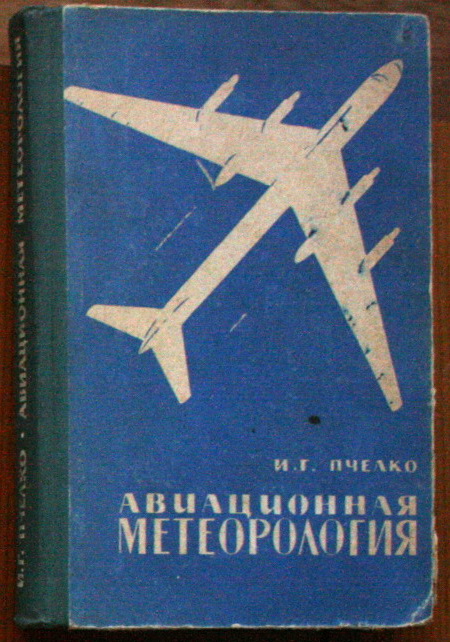 И.Г. ПЧЕЛКО
АВИАЦИОННАЯ
МЕТЕОРОЛОГИЯ
И.Г. ПЧЕЛКО · АВИАЦИОННАЯ МЕТЕОРОЛОГИЯ